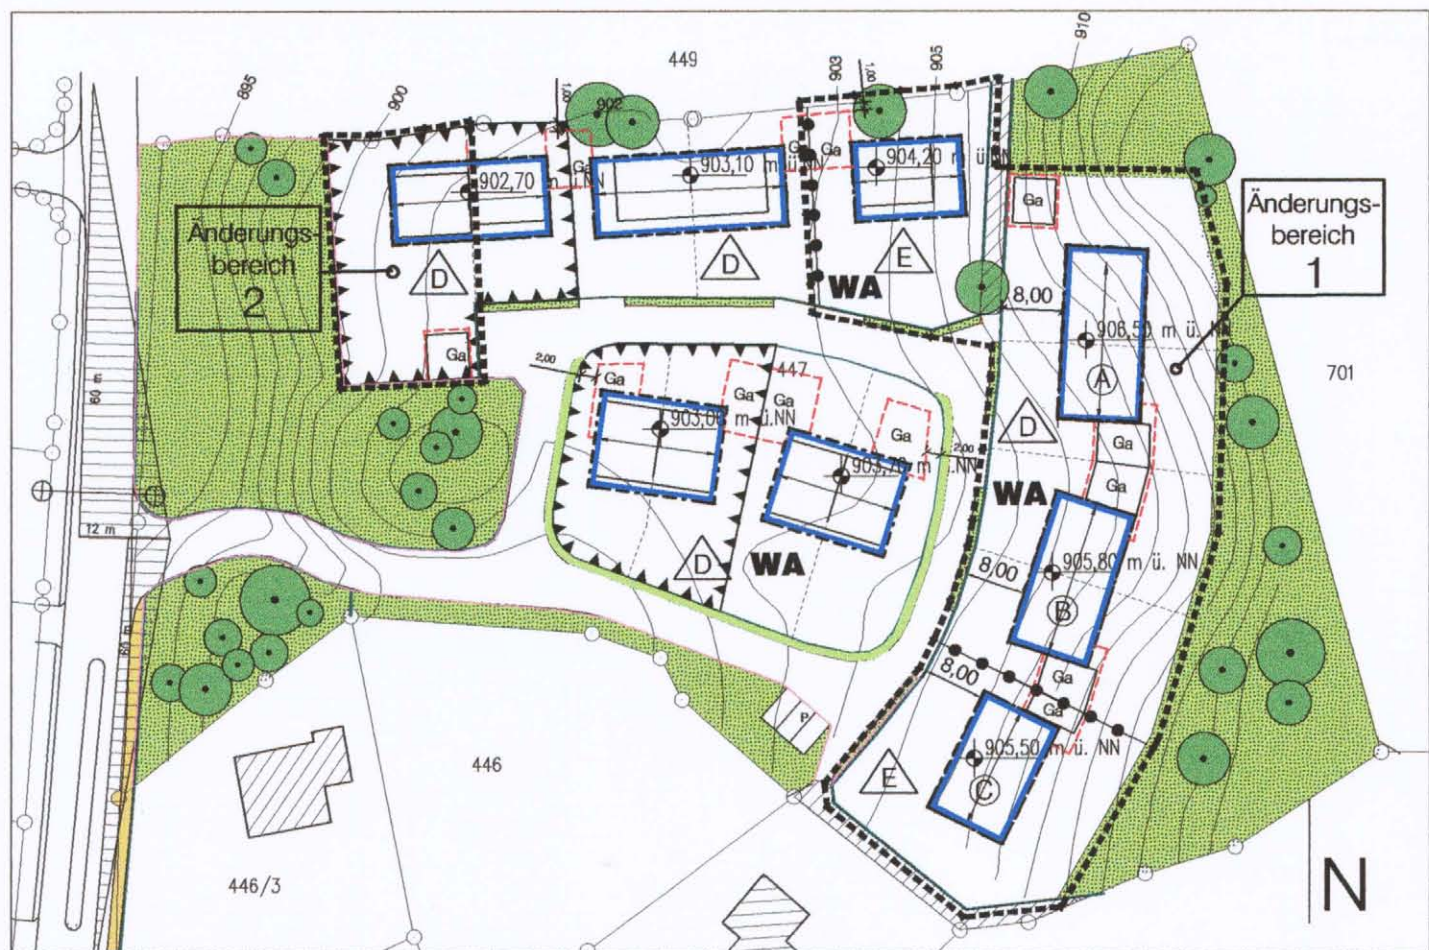 449
895
900
1,00
902
903
1,00
905
910
Ga
902,70 m ü.NN
903,10 m ü.NN
Ga
Ga
904,20 m ü. NN
Ga
Änderungs-
bereich
2
D
D
E
WA
Änderungs-
bereich
1
8,00
906,50 m ü. NN
A
701
Ga
2,00
Ga
447
Ga
Ga
Ga
903,00 m ü.NN
903,70 m ü.NN
2,00
D
Ga
Ga
WA
60 m
12 m
60 m
D
WA
8,00
905,80 m ü. NN
B
8,00
Ga
Ga
P
905,50 m ü. NN
E
C
446
446/3
N